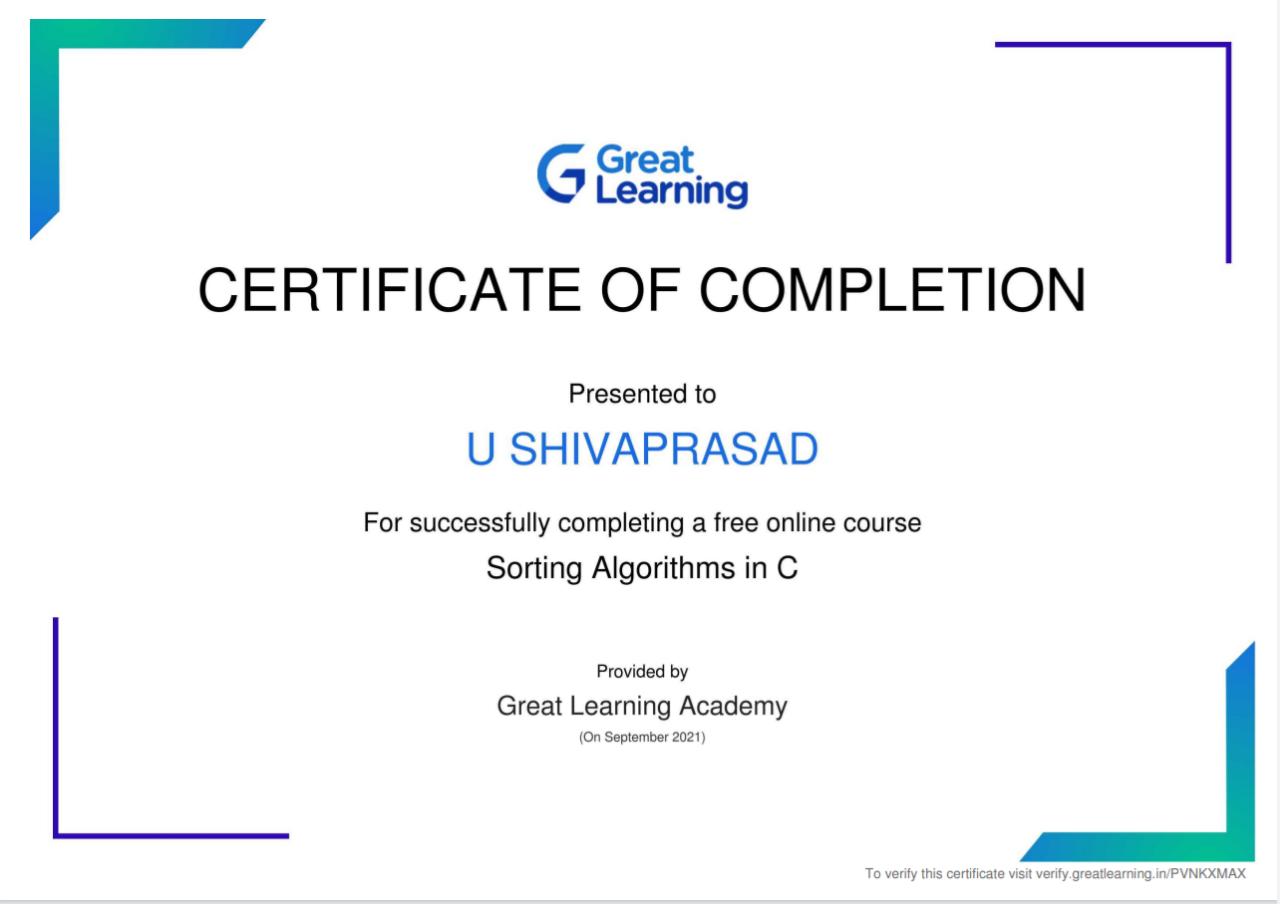 Great
Learning
CERTIFICATE OF COMPLETION
Presented to
U SHIVAPRASAD
For successfully completing a free online course
Sorting Algorithms in C
Provided by
Great Learning Academy
(On September 2021)
To verify this certificate visit verify.greatlearning.in/PVNKXMAX